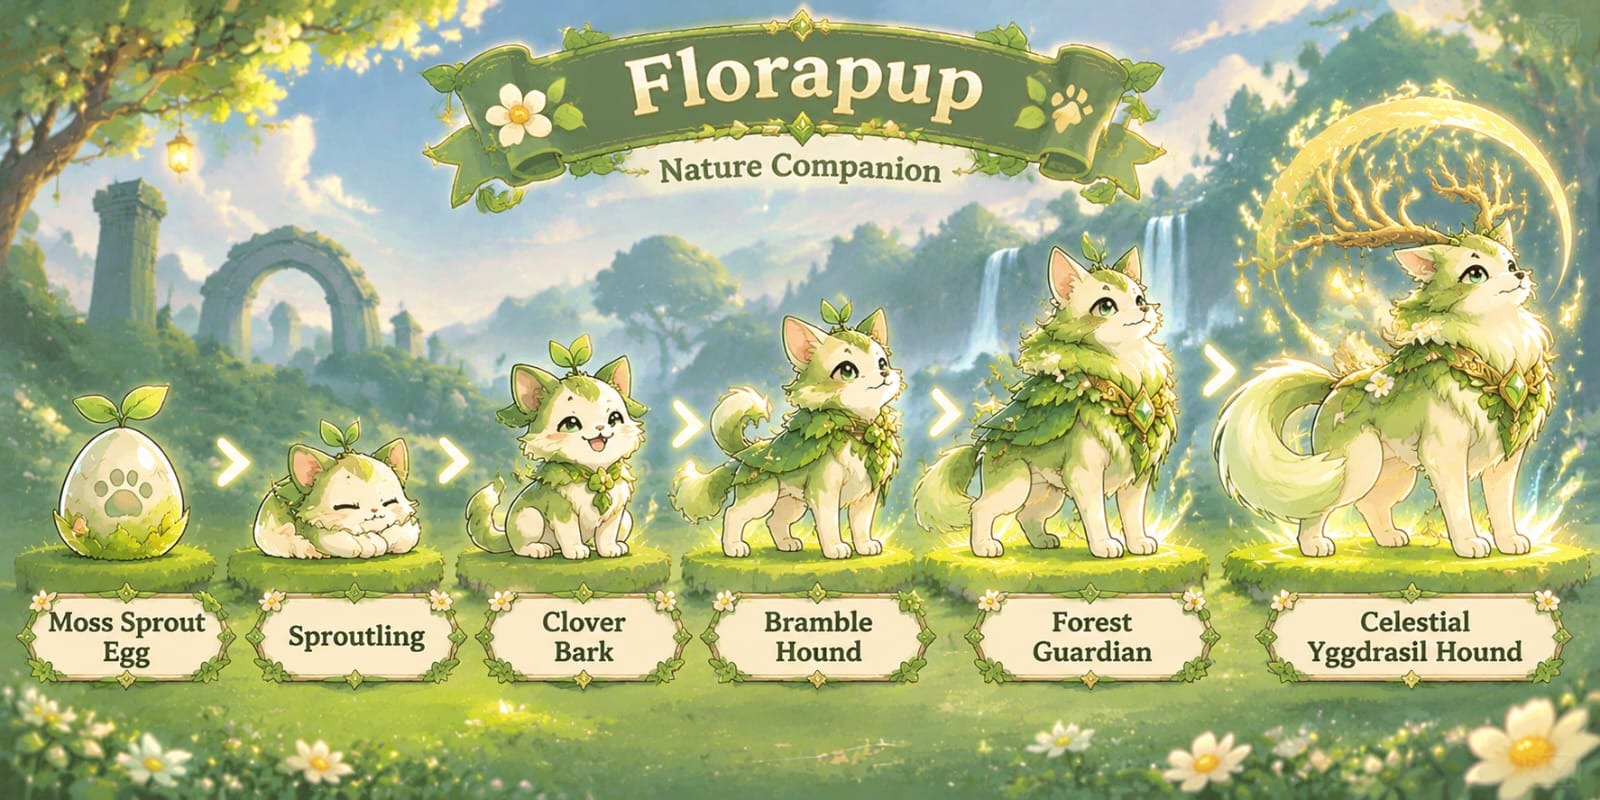 Florapup
Nature Companion
Moss Sprout
Egg
Sproutling
Clover
Bark
Bramble
Hound
Forest
Guardian
Celestial
Yggdrasil Hound